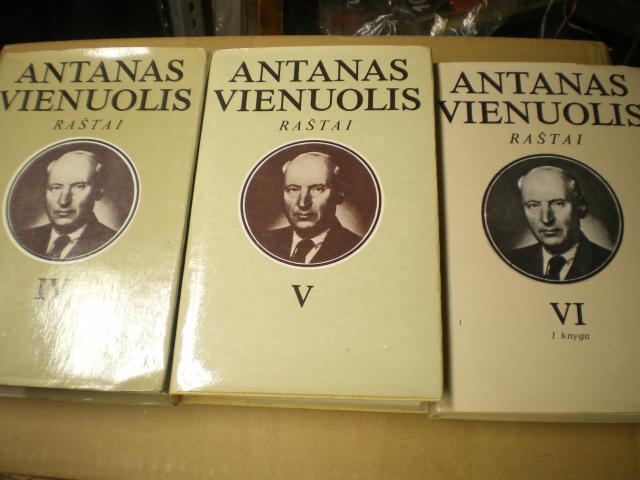 ANTANAS
VIENUOLIS
RAŠTAI
IV
ANTANAS
VIENUOLIS
RAŠTAI
V
ANTANAS
VIENUOLIS
RAŠTAI
VI
I knyga